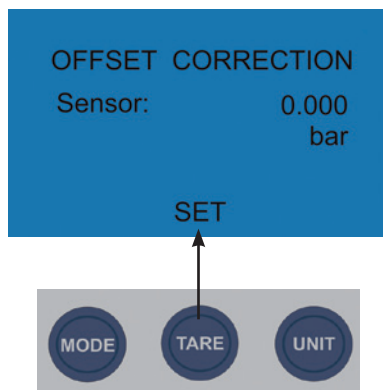 OFFSET CORRECTION
Sensor: 0.000
bar
SET
MODE TARE UNIT